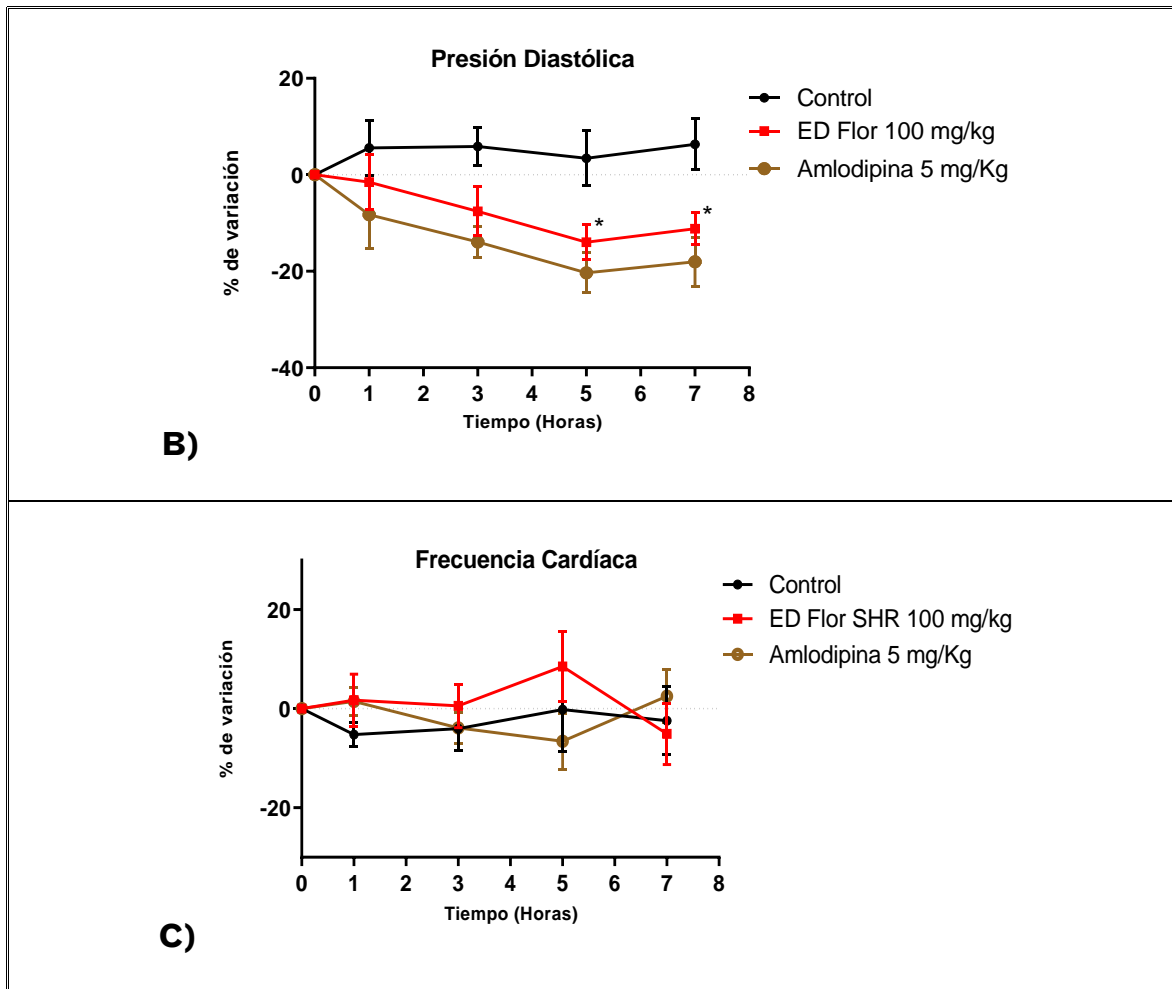 Presión Diastólica
Control
ED Flor 100 mg/kg
Amlodipina 5 mg/Kg
20
0
-20
-40
% de variación
*
*
0 1 2 3 4 5 6 7 8
Tiempo (Horas)
B)
Frecuencia Cardíaca
Control
ED Flor SHR 100 mg/kg
Amlodipina 5 mg/Kg
20
0
-20
% de variación
0 1 2 3 4 5 6 7 8
Tiempo (Horas)
C)